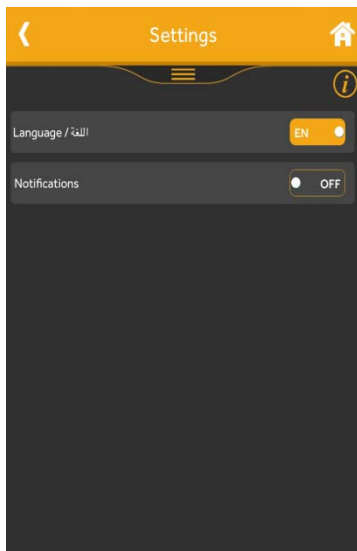 Settings
i
Language / اللغة
EN
Notifications
OFF